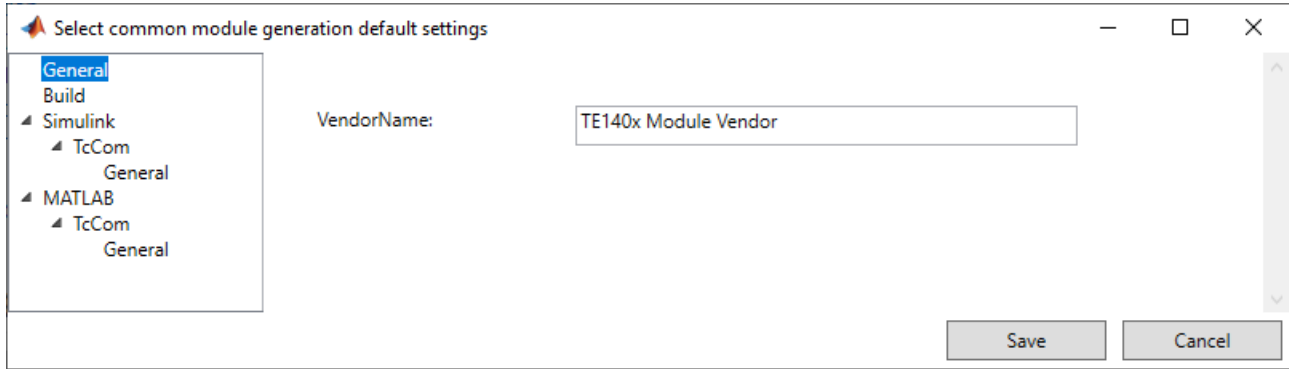 Select common module generation default settings
General
Build
Simulink
TcCom
General
MATLAB
TcCom
General
VendorName:
TE140x Module Vendor
Save
Cancel